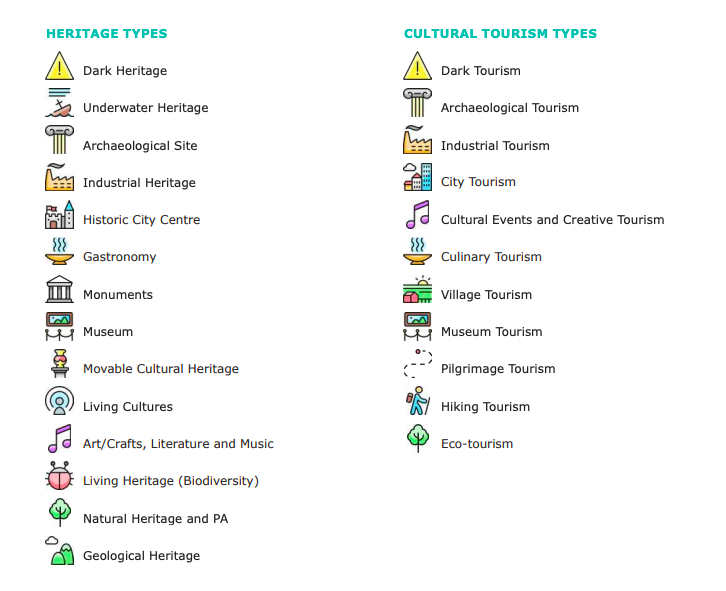 HERITAGE TYPES
Dark Heritage
Underwater Heritage
Archaeological Site
Industrial Heritage
Historic City Centre
Gastronomy
Monuments
Museum
Movable Cultural Heritage
Living Cultures
Art/Crafts, Literature and Music
Living Heritage (Biodiversity)
Natural Heritage and PA
Geological Heritage
CULTURAL TOURISM TYPES
Dark Tourism
Archaeological Tourism
Industrial Tourism
City Tourism
Cultural Events and Creative Tourism
Culinary Tourism
Village Tourism
Museum Tourism
Pilgrimage Tourism
Hiking Tourism
Eco-tourism